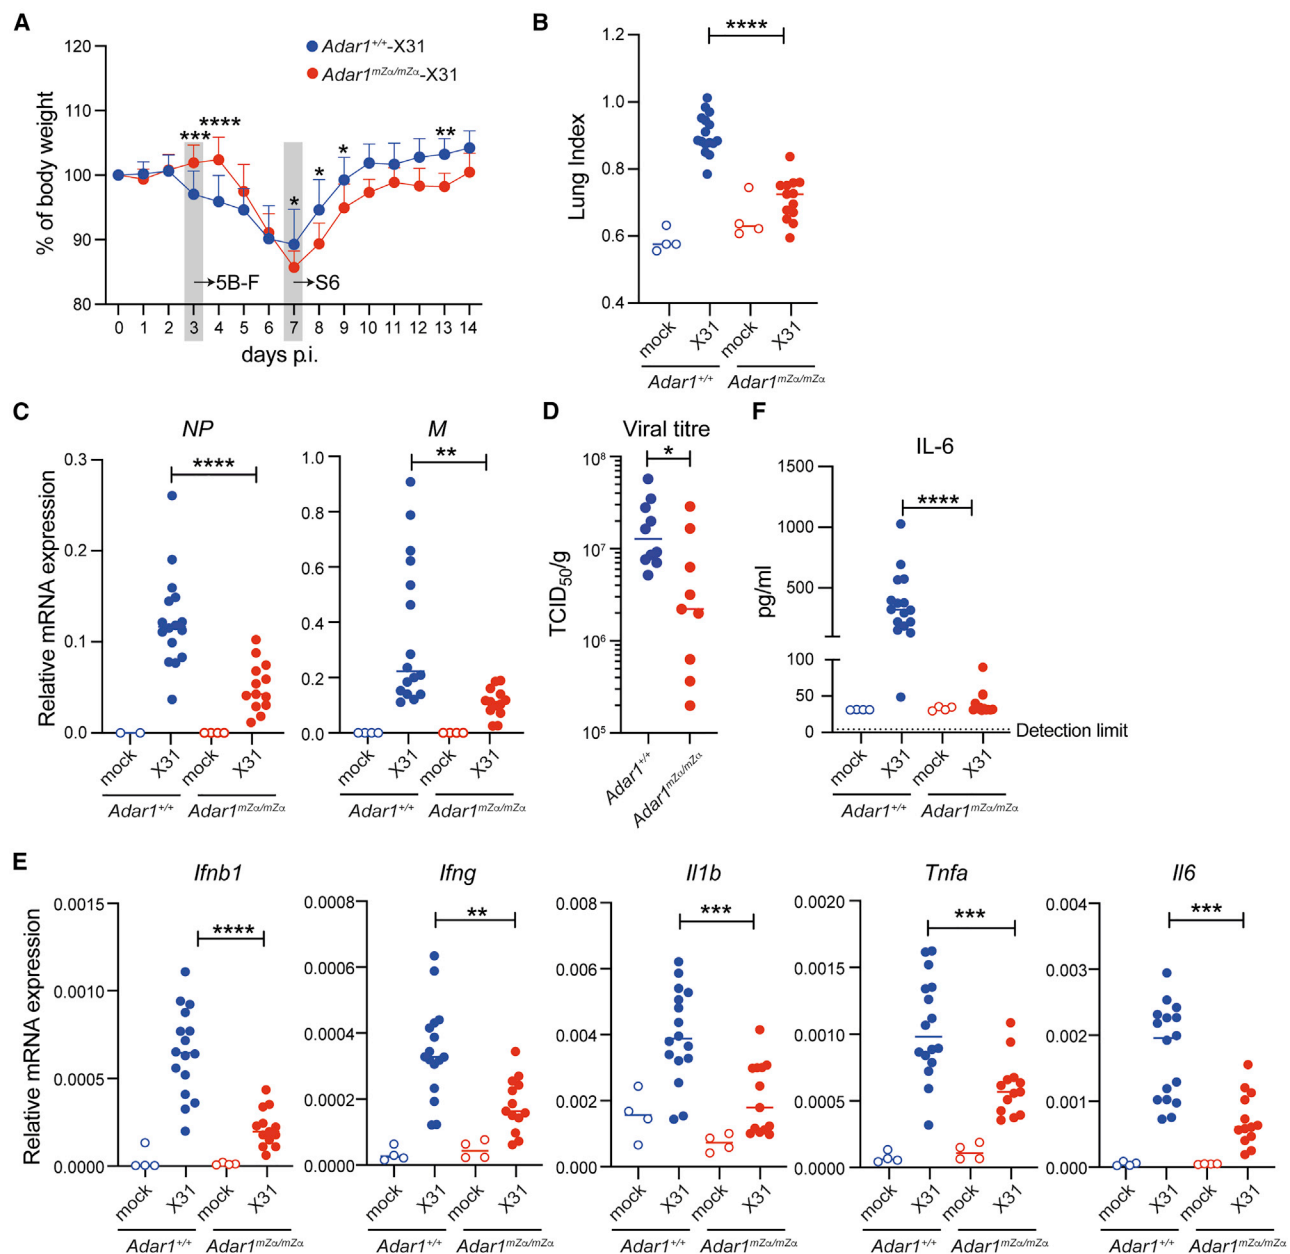 A
Adar1+/+-X31
Adar1mZα/mZα-X31
% of body weight
120
110
100
90
80
***
****
*
*
*
**
→5B-F
→S6
0 1 2 3 4 5 6 7 8 9 10 11 12 13 14
days p.i.
B
****
Lung Index
1.2
1.0
0.8
0.6
0.4
mock X31 mock X31
Adar1+/+ Adar1mZα/mZα
C
NP
****
Relative mRNA expression
0.3
0.2
0.1
0.0
mock X31 mock X31
Adar1+/+ Adar1mZα/mZα
M
**
1.0
0.8
0.6
0.4
0.2
0.0
mock X31 mock X31
Adar1+/+ Adar1mZα/mZα
D
Viral titre
*
TCID50/g
10⁸
10⁷
10⁶
10⁵
Adar1+/+
Adar1mZα/mZα
F
IL-6
****
pg/ml
1500
1000
500
100
50
0
Detection limit
mock X31 mock X31
Adar1+/+ Adar1mZα/mZα
E
Ifnb1
****
Relative mRNA expression
0.0015
0.0010
0.0005
0.0000
mock X31 mock X31
Adar1+/+ Adar1mZα/mZα
Ifng
**
0.0008
0.0006
0.0004
0.0002
0.0000
mock X31 mock X31
Adar1+/+ Adar1mZα/mZα
Il1b
***
0.008
0.006
0.004
0.002
0.000
mock X31 mock X31
Adar1+/+ Adar1mZα/mZα
Tnfa
***
0.0020
0.0015
0.0010
0.0005
0.0000
mock X31 mock X31
Adar1+/+ Adar1mZα/mZα
Il6
***
0.004
0.003
0.002
0.001
0.000
mock X31 mock X31
Adar1+/+ Adar1mZα/mZα